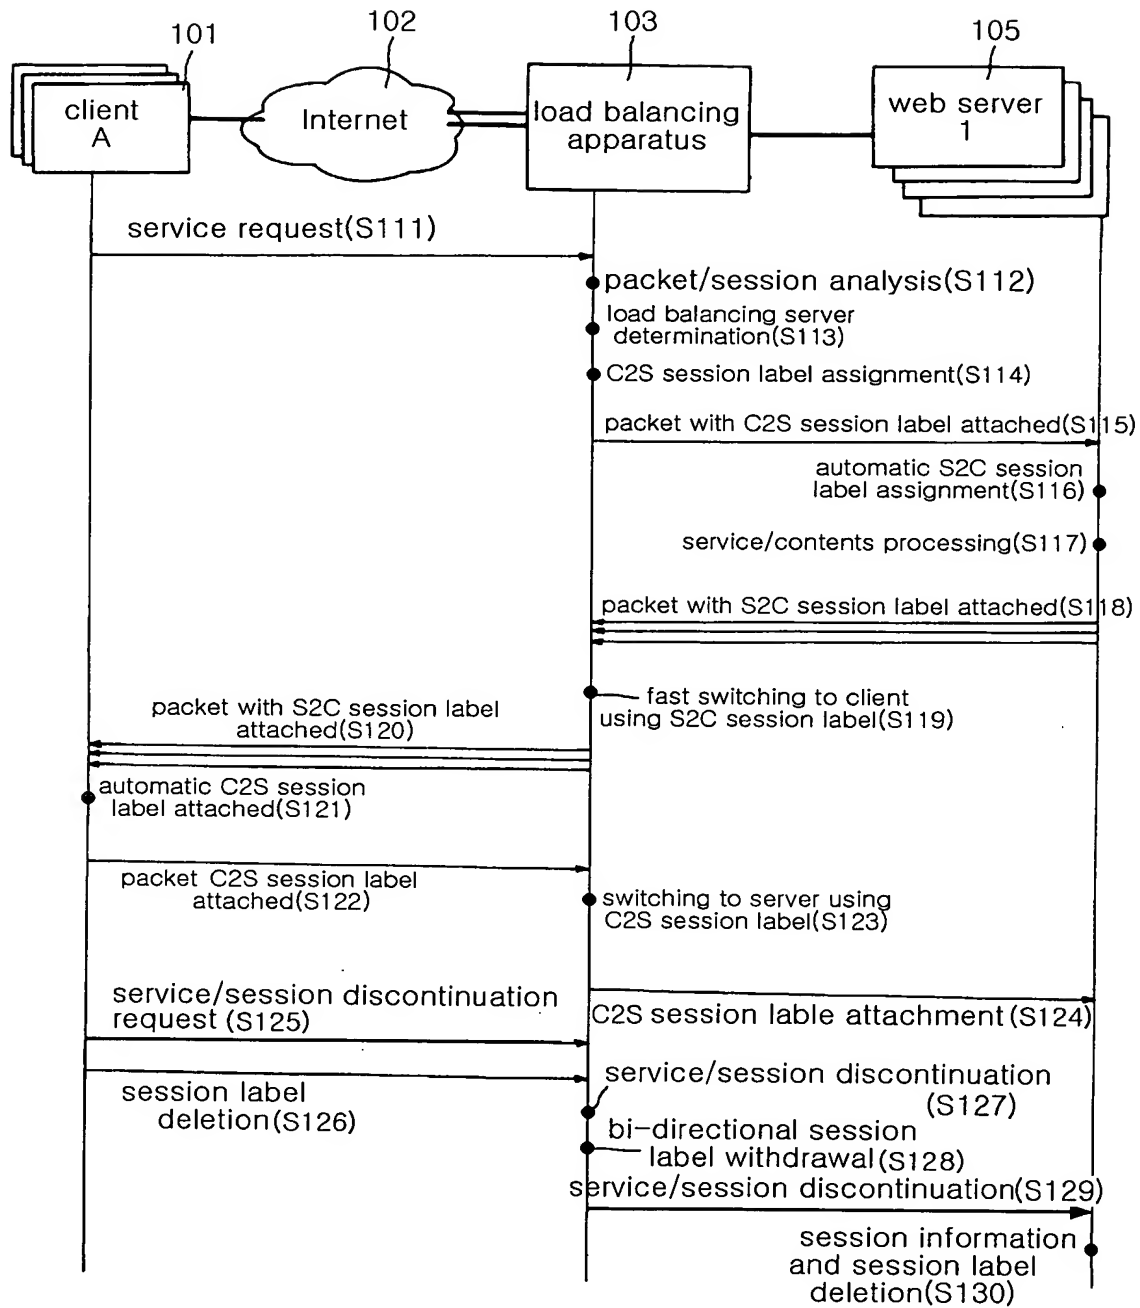 101
102
103
105
client
A
Internet
load balancing
apparatus
web server
1
service request(S111)
packet/session analysis(S112)
load balancing server
determination(S113)
C2S session label assignment(S114)
packet with C2S session label attached(S115)
automatic S2C session
label assignment(S116)
service/contents processing(S117)
packet with S2C session label attached(S118)
fast switching to client
using S2C session label(S119)
packet with S2C session label
attached(S120)
automatic C2S session
label attached(S121)
packet C2S session label
attached(S122)
switching to server using
C2S session label(S123)
service/session discontinuation
request (S125)
C2S session lable attachment(S124)
session label
deletion(S126)
service/session discontinuation
(S127)
bi-directional session
label withdrawal(S128)
service/session discontinuation(S129)
session information
and session label
deletion(S130)